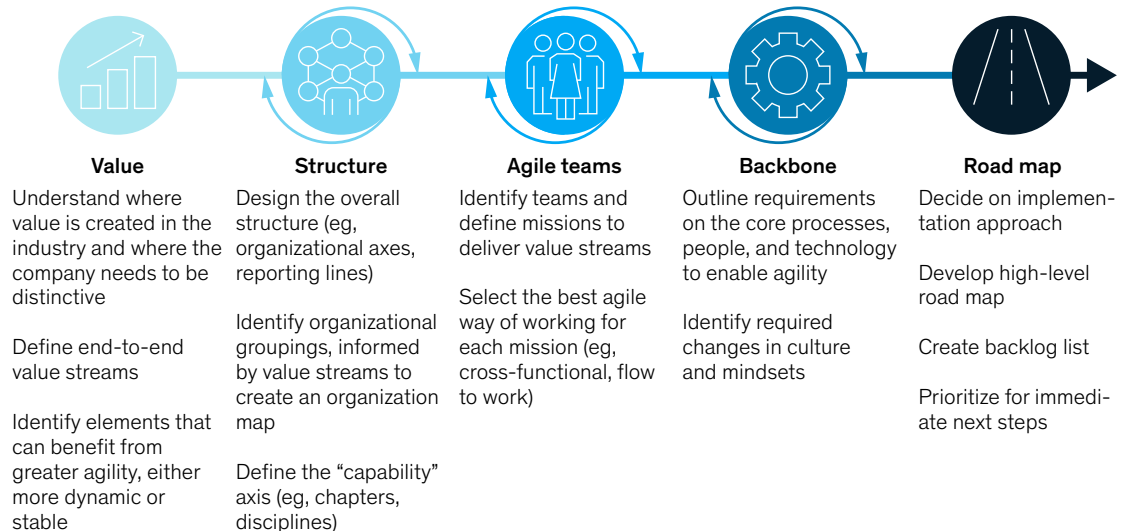 Value
Understand where
value is created in the
industry and where the
company needs to be
distinctive
Define end-to-end
value streams
Identify elements that
can benefit from
greater agility, either
more dynamic or
stable
Structure
Design the overall
structure (eg,
organizational axes,
reporting lines)
Identify organizational
groupings, informed
by value streams to
create an organization
map
Define the “capability”
axis (eg, chapters,
disciplines)
Agile teams
Identify teams and
define missions to
deliver value streams
Select the best agile
way of working for
each mission (eg,
cross-functional, flow
to work)
Backbone
Outline requirements
on the core processes,
people, and technology
to enable agility
Identify required
changes in culture
and mindsets
Road map
Decide on implemen-
tation approach
Develop high-level
road map
Create backlog list
Prioritize for immedi-
ate next steps